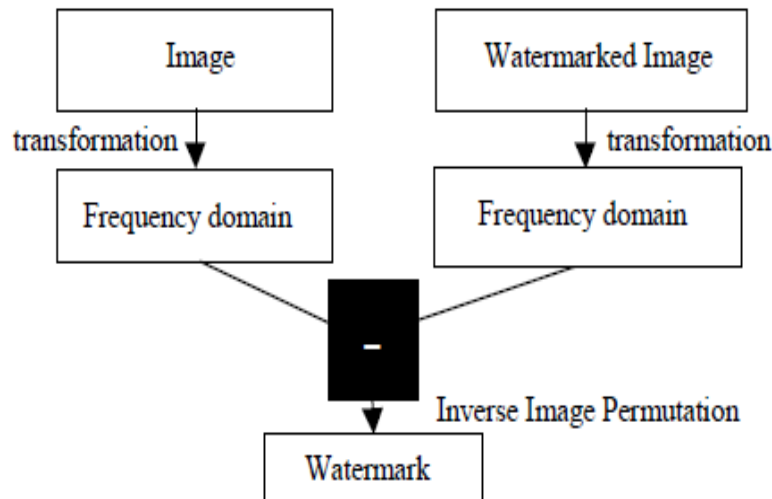 Image
Watermarked Image
transformation
transformation
Frequency domain
Frequency domain
-
Inverse Image Permutation
Watermark